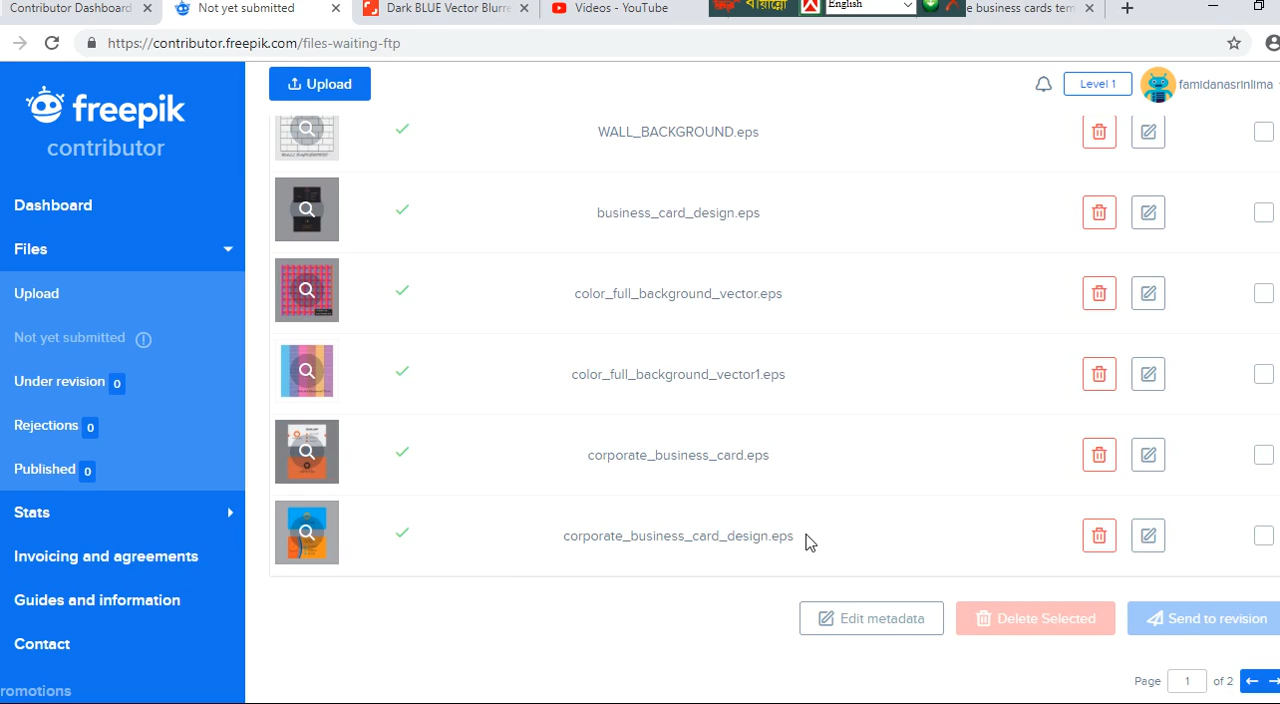 Contributor Dashboard
Not yet submitted
Dark BLUE Vector Blurre
Videos - YouTube
বায়ান্নো
English
e business cards tem
https://contributor.freepik.com/files-waiting-ftp
freepik
contributor
Upload
Level 1
famidanasrinlima
Dashboard
Files
Upload
Not yet submitted
Under revision 0
Rejections 0
Published 0
Stats
Invoicing and agreements
Guides and information
Contact
romotions
WALL_BACKGROUND.eps
business_card_design.eps
color_full_background_vector.eps
color_full_background_vector1.eps
corporate_business_card.eps
corporate_business_card_design.eps
Edit metadata
Delete Selected
Send to revision
Page 1 of 2